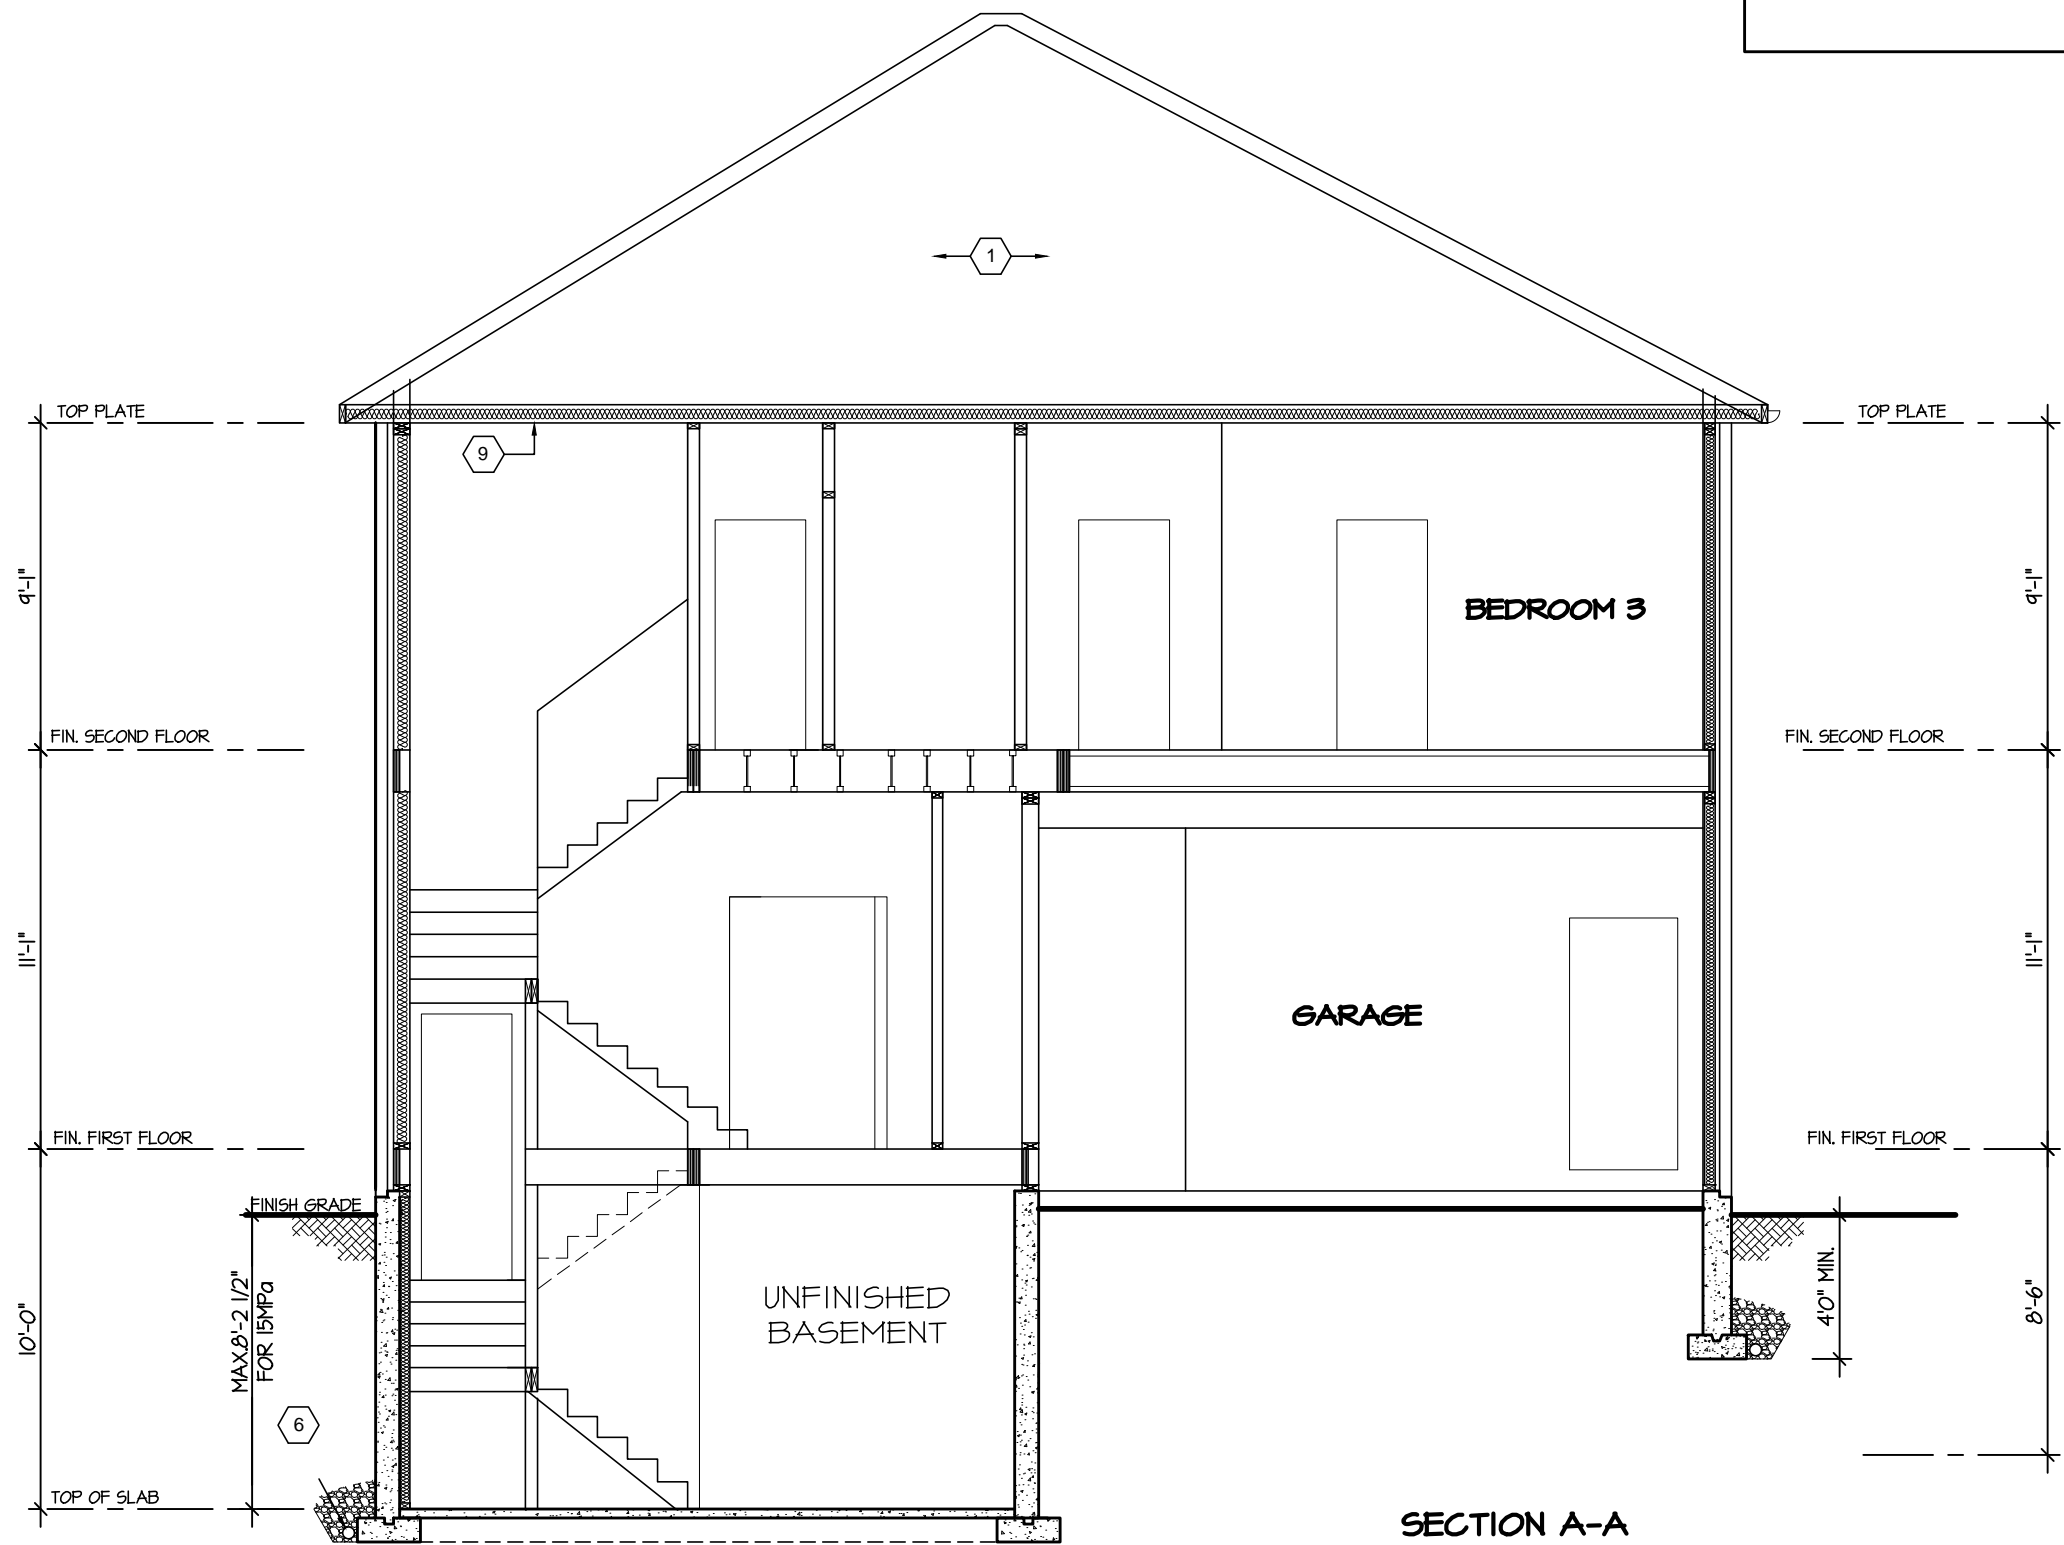 1
TOP PLATE
TOP PLATE
9
9'-1"
9'-1"
BEDROOM 3
FIN. SECOND FLOOR
FIN. SECOND FLOOR
11'-1"
11'-1"
GARAGE
FIN. FIRST FLOOR
FIN. FIRST FLOOR
FINISH GRADE
10'-0"
MAX.8'-2 1/2"
FOR 15MPa
UNFINISHED
BASEMENT
4'0" MIN.
8'-6"
6
TOP OF SLAB
SECTION A-A